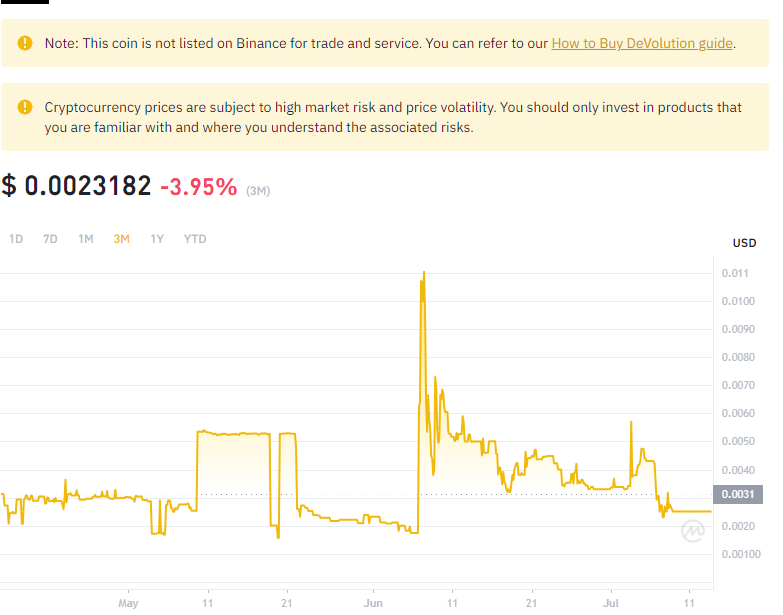 Note: This coin is not listed on Binance for trade and service. You can refer to our How to Buy DeVolution guide.
Cryptocurrency prices are subject to high market risk and price volatility. You should only invest in products that
you are familiar with and where you understand the associated risks.
$ 0.0023182 -3.95% (3M)
1D 7D 1M 3M 1Y YTD
USD
0.011
0.0100
0.0090
0.0080
0.0070
0.0060
0.0050
0.0040
0.0031
0.0020
0.00100
May 11 21 Jun 11 21 Jul 11